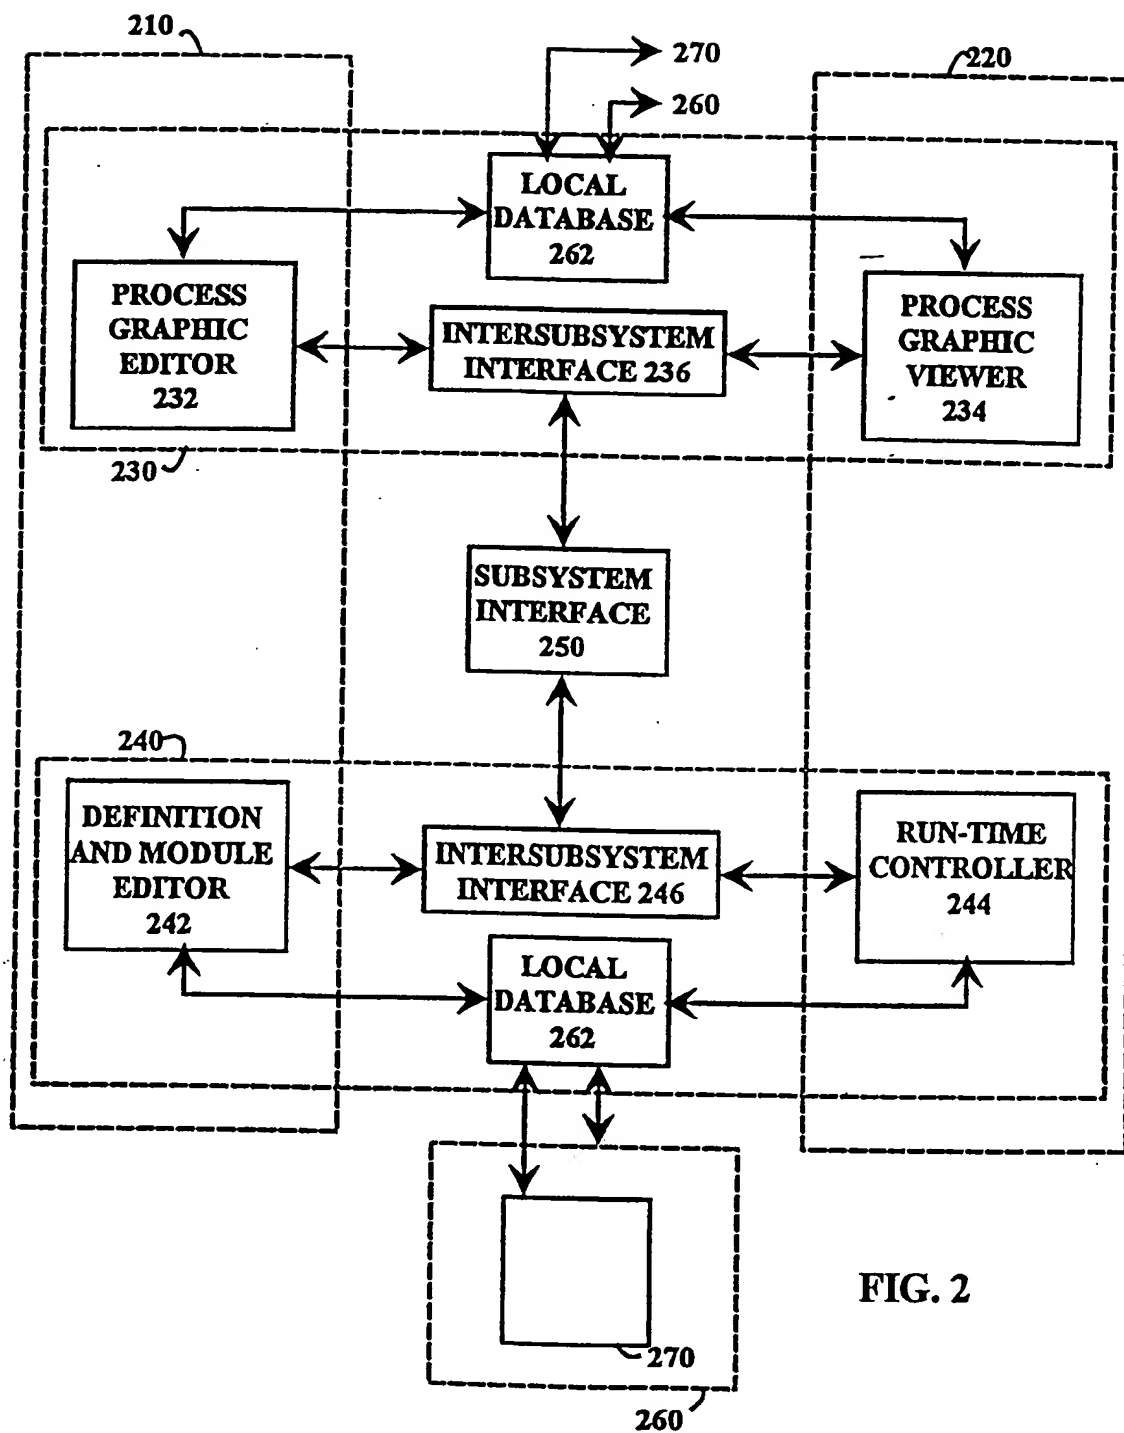 210
270
220
260
LOCAL
DATABASE
262
PROCESS
GRAPHIC
EDITOR
232
INTERSUBSYSTEM
INTERFACE 236
PROCESS
GRAPHIC
VIEWER
234
230
SUBSYSTEM
INTERFACE
250
240
DEFINITION
AND MODULE
EDITOR
242
INTERSUBSYSTEM
INTERFACE 246
RUN-TIME
CONTROLLER
244
LOCAL
DATABASE
262
FIG. 2
270
260